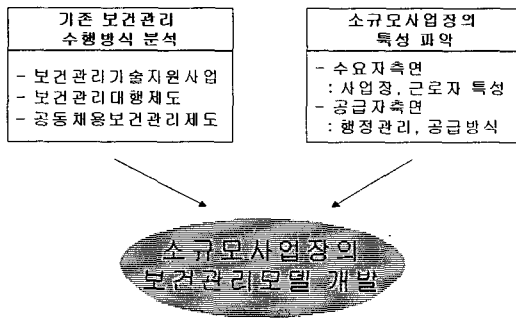 기존 보건관리
수행방식 분석
- 보건관리기술지원사업
- 보건관리대행제도
- 공동채용보건관리제도
소규모사업장의
특성 파악
- 수요자측면
: 사업장, 근로자 특성
- 공급자측면
: 행정관리, 공급방식
소규모사업장의
보건관리모델 개발